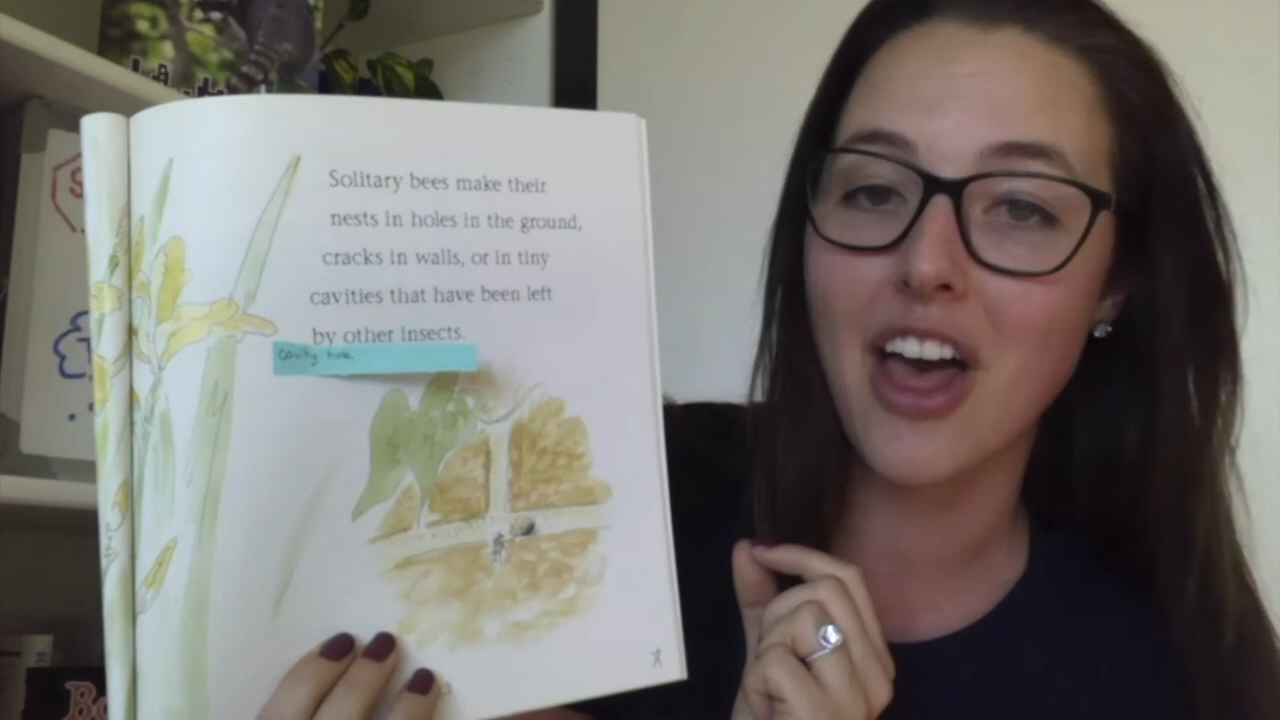 Solitary bees make their
nests in holes in the ground,
cracks in walls, or in tiny
cavities that have been left
by other insects.
cavity: hole